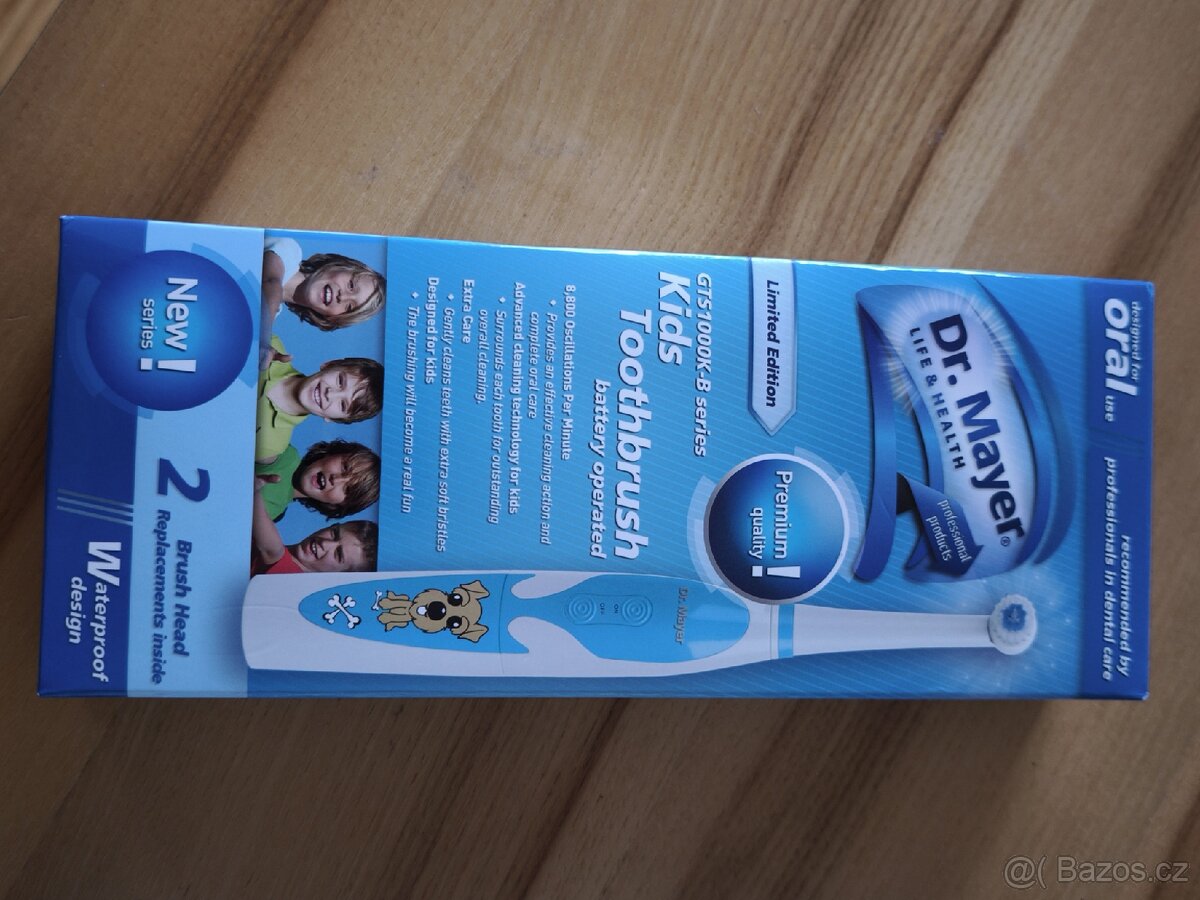 designed for
oral use
recommended by
professionals in dental care
Dr. Mayer®
LIFE & HEALTH
professional
products
Limited Edition
Premium
quality!
GTS1000K-B series
Kids
Toothbrush
battery operated
8,800 Oscillations Per Minute
• Provides an effective cleaning action and
complete oral care
Advanced cleaning technology for kids
• Surrounds each tooth for outstanding
overall cleaning.
Extra Care
• Gently cleans teeth with extra soft bristles
Designed for kids
• The brushing will become a real fun
Dr. Mayer
ON
OFF
New!
series
2 Brush Head
Replacements inside
Waterproof
design
@( Bazos.cz